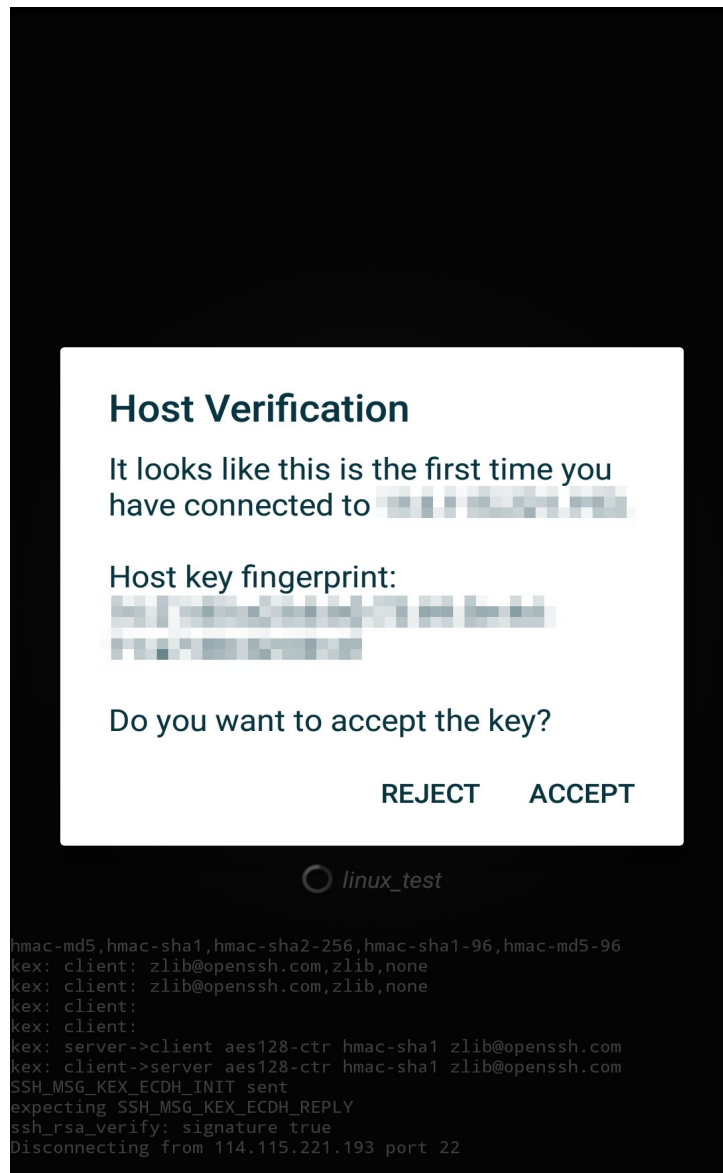 Host Verification
It looks like this is the first time you
have connected to
Host key fingerprint:
Do you want to accept the key?
REJECT ACCEPT
linux_test
hmac-md5,hmac-sha1,hmac-sha2-256,hmac-sha1-96,hmac-md5-96
kex: client: zlib@openssh.com,zlib,none
kex: client: zlib@openssh.com,zlib,none
kex: client:
kex: client:
kex: server->client aes128-ctr hmac-sha1 zlib@openssh.com
kex: client->server aes128-ctr hmac-sha1 zlib@openssh.com
SSH_MSG_KEX_ECDH_INIT sent
expecting SSH_MSG_KEX_ECDH_REPLY
ssh_rsa_verify: signature true
Disconnecting from 114.115.221.193 port 22